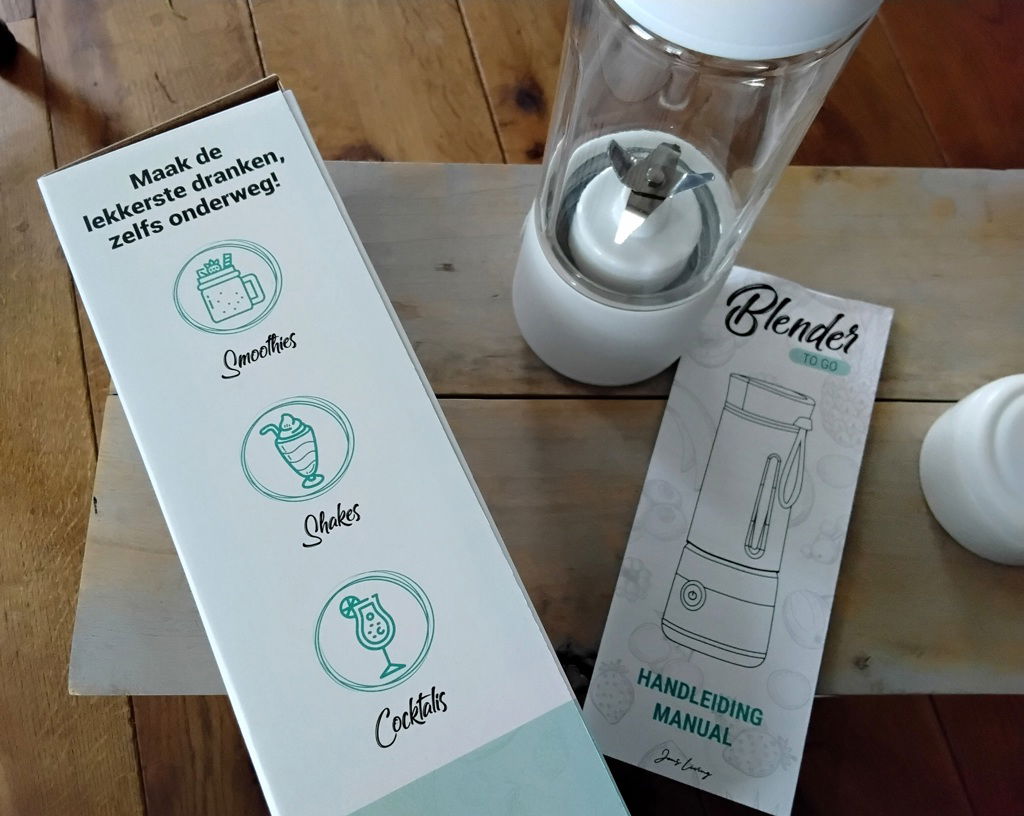 Maak de
lekkerste dranken,
zelfs onderweg!
Smoothies
Shakes
Cocktails
Blender
TO GO
HANDLEIDING
MANUAL